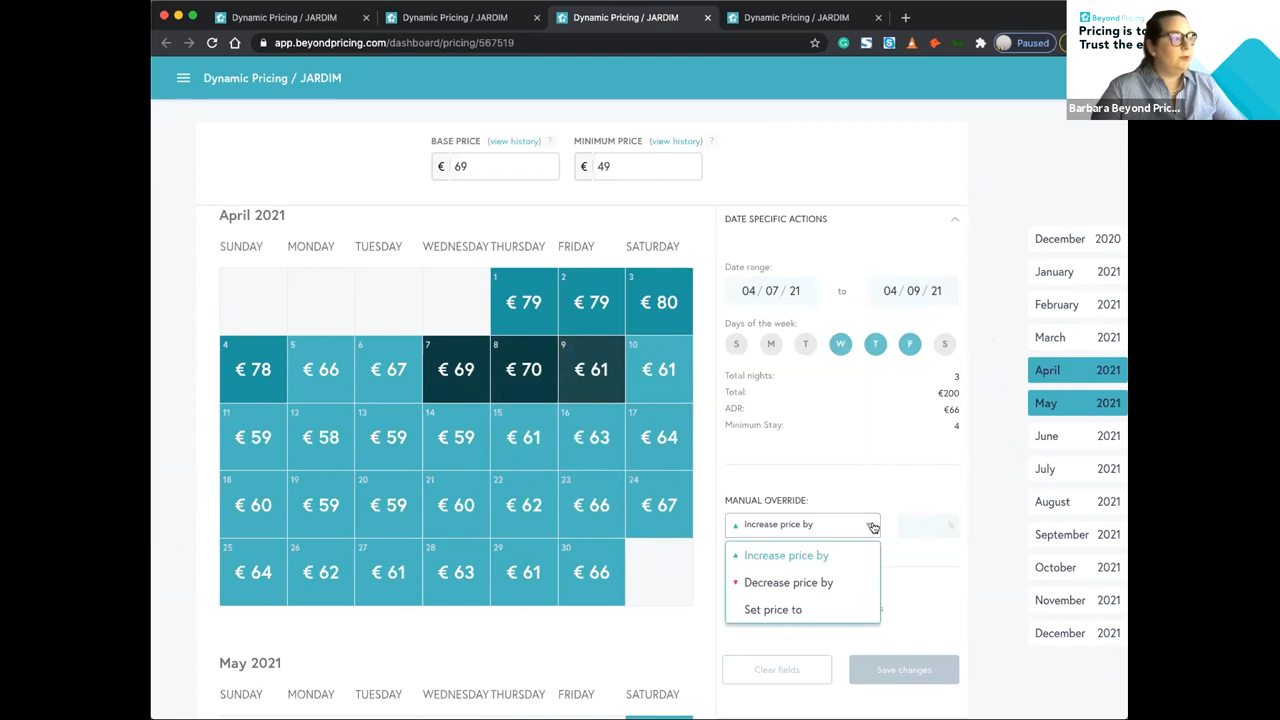 Dynamic Pricing / JARDIM
Dynamic Pricing / JARDIM
Dynamic Pricing / JARDIM
Dynamic Pricing / JARDIM
app.beyondpricing.com/dashboard/pricing/567519
Paused
Beyond Pricing
Pricing is to
Trust the e
Barbara Beyond Pric...
Dynamic Pricing / JARDIM
BASE PRICE (view history) ?
MINIMUM PRICE (view history) ?
€ 69
€ 49
April 2021
SUNDAY MONDAY TUESDAY WEDNESDAY THURSDAY FRIDAY SATURDAY
1 2 3
€ 79 € 79 € 80
4 5 6 7 8 9 10
€ 78 € 66 € 67 € 69 € 70 € 61 € 61
11 12 13 14 15 16 17
€ 59 € 58 € 59 € 59 € 61 € 63 € 64
18 19 20 21 22 23 24
€ 60 € 59 € 59 € 60 € 62 € 66 € 67
25 26 27 28 29 30
€ 64 € 62 € 61 € 63 € 61 € 66
May 2021
SUNDAY MONDAY TUESDAY WEDNESDAY THURSDAY FRIDAY SATURDAY
DATE SPECIFIC ACTIONS
Date range:
04/ 07/ 21 to 04/ 09/ 21
Days of the week:
S M T W T F S
Total nights: 3
Total: €200
ADR: €66
Minimum Stay: 4
MANUAL OVERRIDE:
Increase price by %
Increase price by
Decrease price by
Set price to
Clear fields
Save changes
December 2020
January 2021
February 2021
March 2021
April 2021
May 2021
June 2021
July 2021
August 2021
September 2021
October 2021
November 2021
December 2021